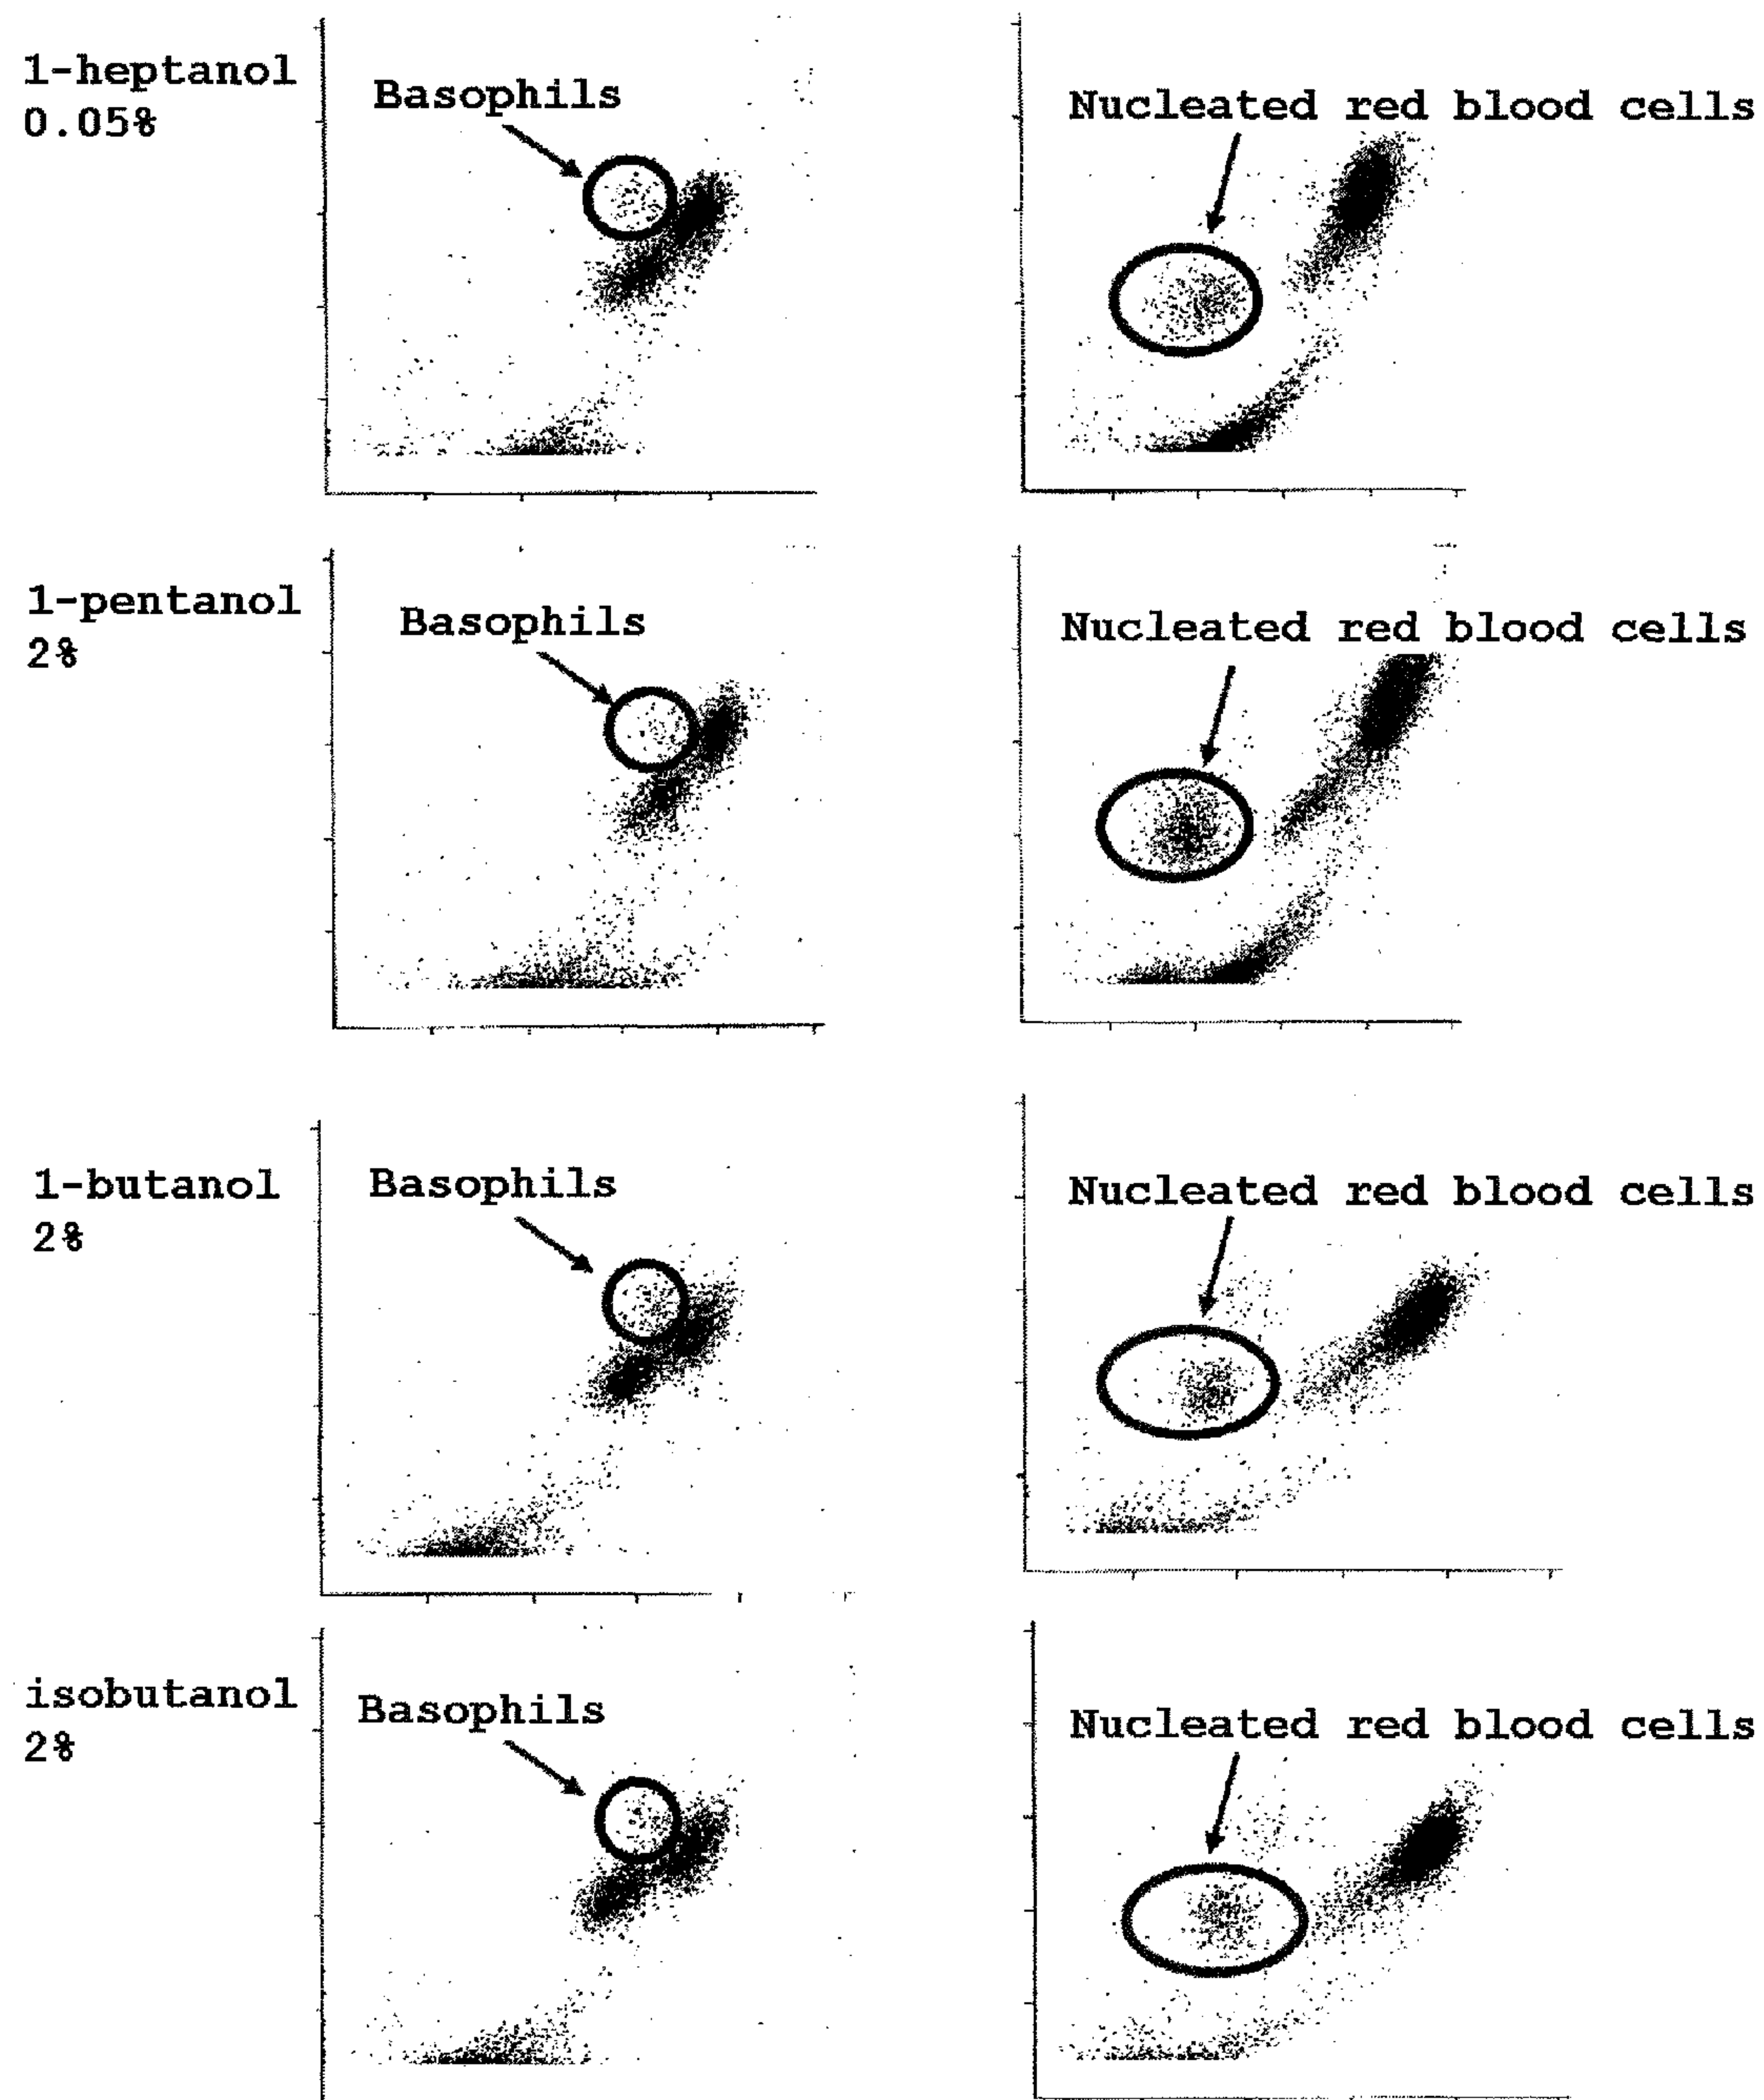 1-heptanol
0.05%
Basophils
Nucleated red blood cells
1-pentanol
2%
Basophils
Nucleated red blood cells
1-butanol
2%
Basophils
Nucleated red blood cells
isobutanol
2%
Basophils
Nucleated red blood cells